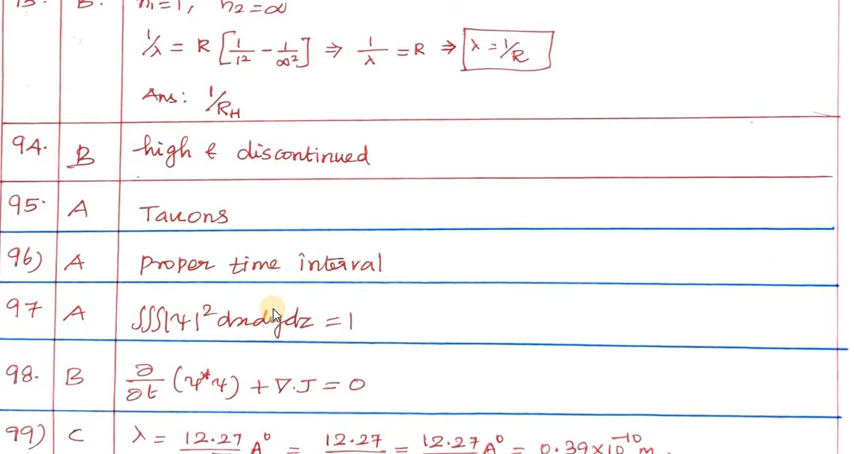 B. n₁=1, n₂=∞
1/λ = R [1/1² - 1/∞²] ⇒ 1/λ = R ⇒ λ = 1/R
Ans: 1/R_H
94. B high & discontinued
95. A Tauons
96) A proper time interval
97 A ∫∫∫|ψ|² dxdydz = 1
98. B ∂/∂t (ψ*ψ) + ∇.J = 0
99) C λ = 12.27 A⁰ = 12.27 = 12.27 A⁰ = 0.39×10⁻¹⁰ m.